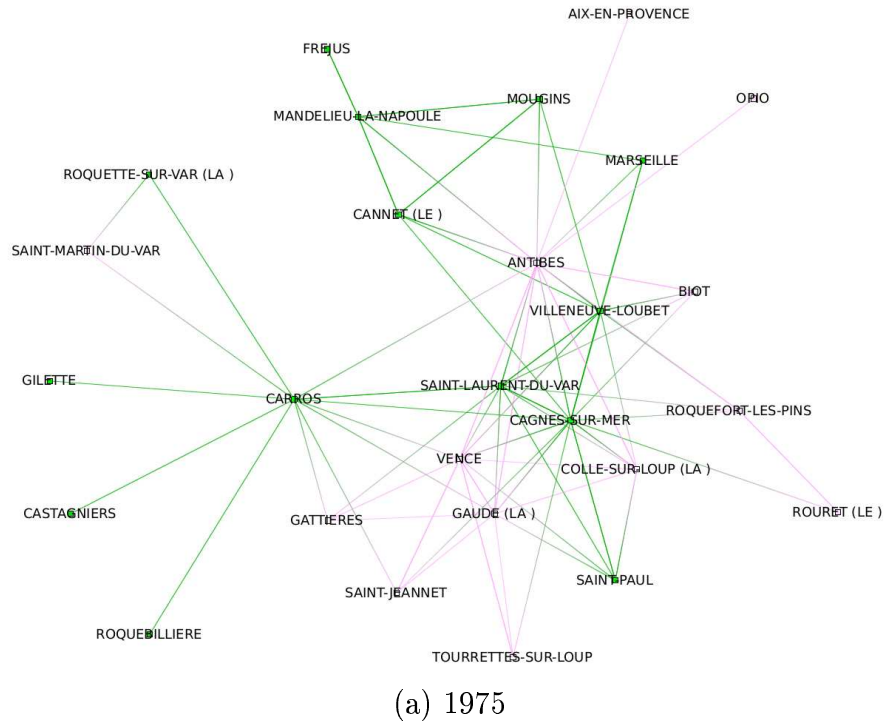 AIX-EN-PROVENCE
FREJUS
MOUGINS
OPIO
MANDELIEU-LA-NAPOULE
MARSEILLE
ROQUETTE-SUR-VAR (LA )
CANNET (LE )
SAINT-MARTIN-DU-VAR
ANTIBES
BIOT
VILLENEUVE-LOUBET
GILETTE
SAINT-LAURENT-DU-VAR
CARROS
ROQUEFORT-LES-PINS
CAGNES-SUR-MER
VENCE
COLLE-SUR-LOUP (LA )
CASTAGNIERS
GATTIERES
GAUDE (LA )
ROURET (LE )
SAINT-PAUL
SAINT-JEANNET
ROQUEBILLIERE
TOURRETTES-SUR-LOUP
(a) 1975